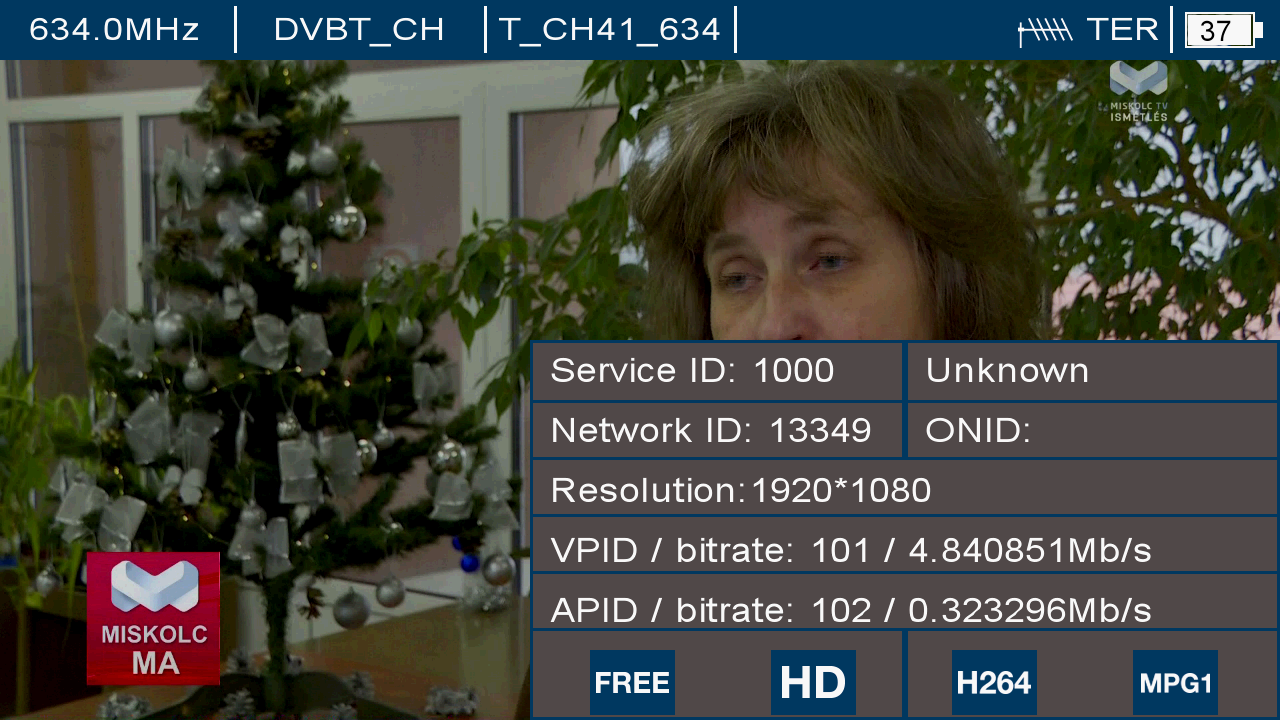 634.0MHz DVBT_CH T_CH41_634 TER 37
MISKOLC TV
ISMÉTLÉS
Service ID: 1000 Unknown
Network ID: 13349 ONID:
Resolution:1920*1080
VPID / bitrate: 101 / 4.840851Mb/s
APID / bitrate: 102 / 0.323296Mb/s
FREE HD H264 MPG1
MISKOLC
MA